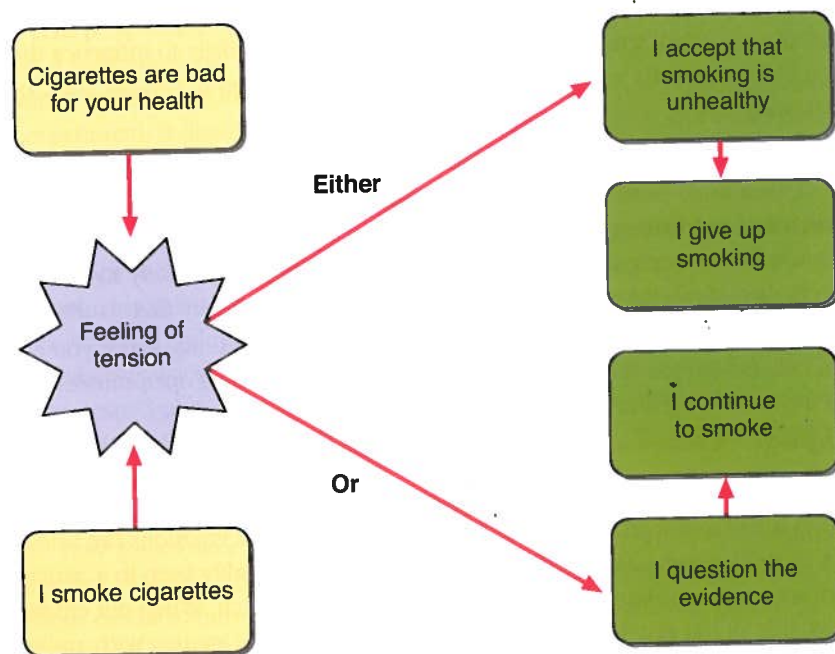 Cigarettes are bad
for your health
I accept that
smoking is
unhealthy
Either
I give up
smoking
Feeling of
tension
I continue
to smoke
Or
I smoke cigarettes
I question the
evidence